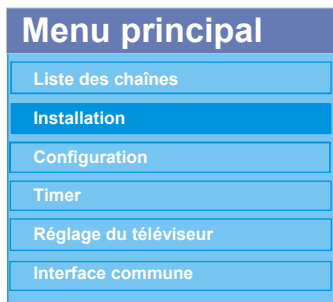 Menu principal
Liste des chaînes
Installation
Configuration
Timer
Réglage du téléviseur
Interface commune